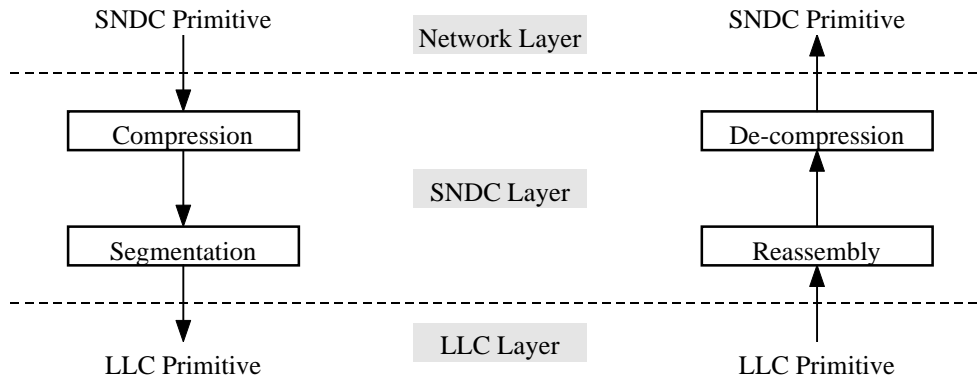 SNDC Primitive
Network Layer
SNDC Primitive
Compression
De-compression
SNDC Layer
Segmentation
Reassembly
LLC Layer
LLC Primitive
LLC Primitive